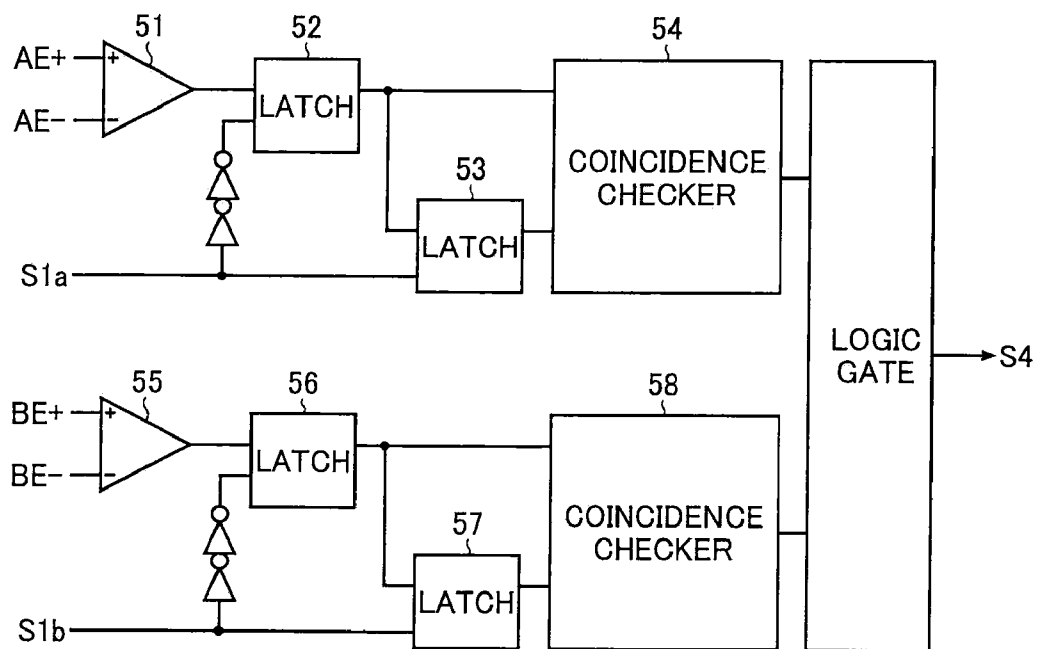 51
52
54
AE+
+
LATCH
AE-
-
COINCIDENCE
CHECKER
53
LATCH
S1a
LOGIC
GATE
S4
55
56
58
BE+
+
LATCH
BE-
-
COINCIDENCE
CHECKER
57
LATCH
S1b